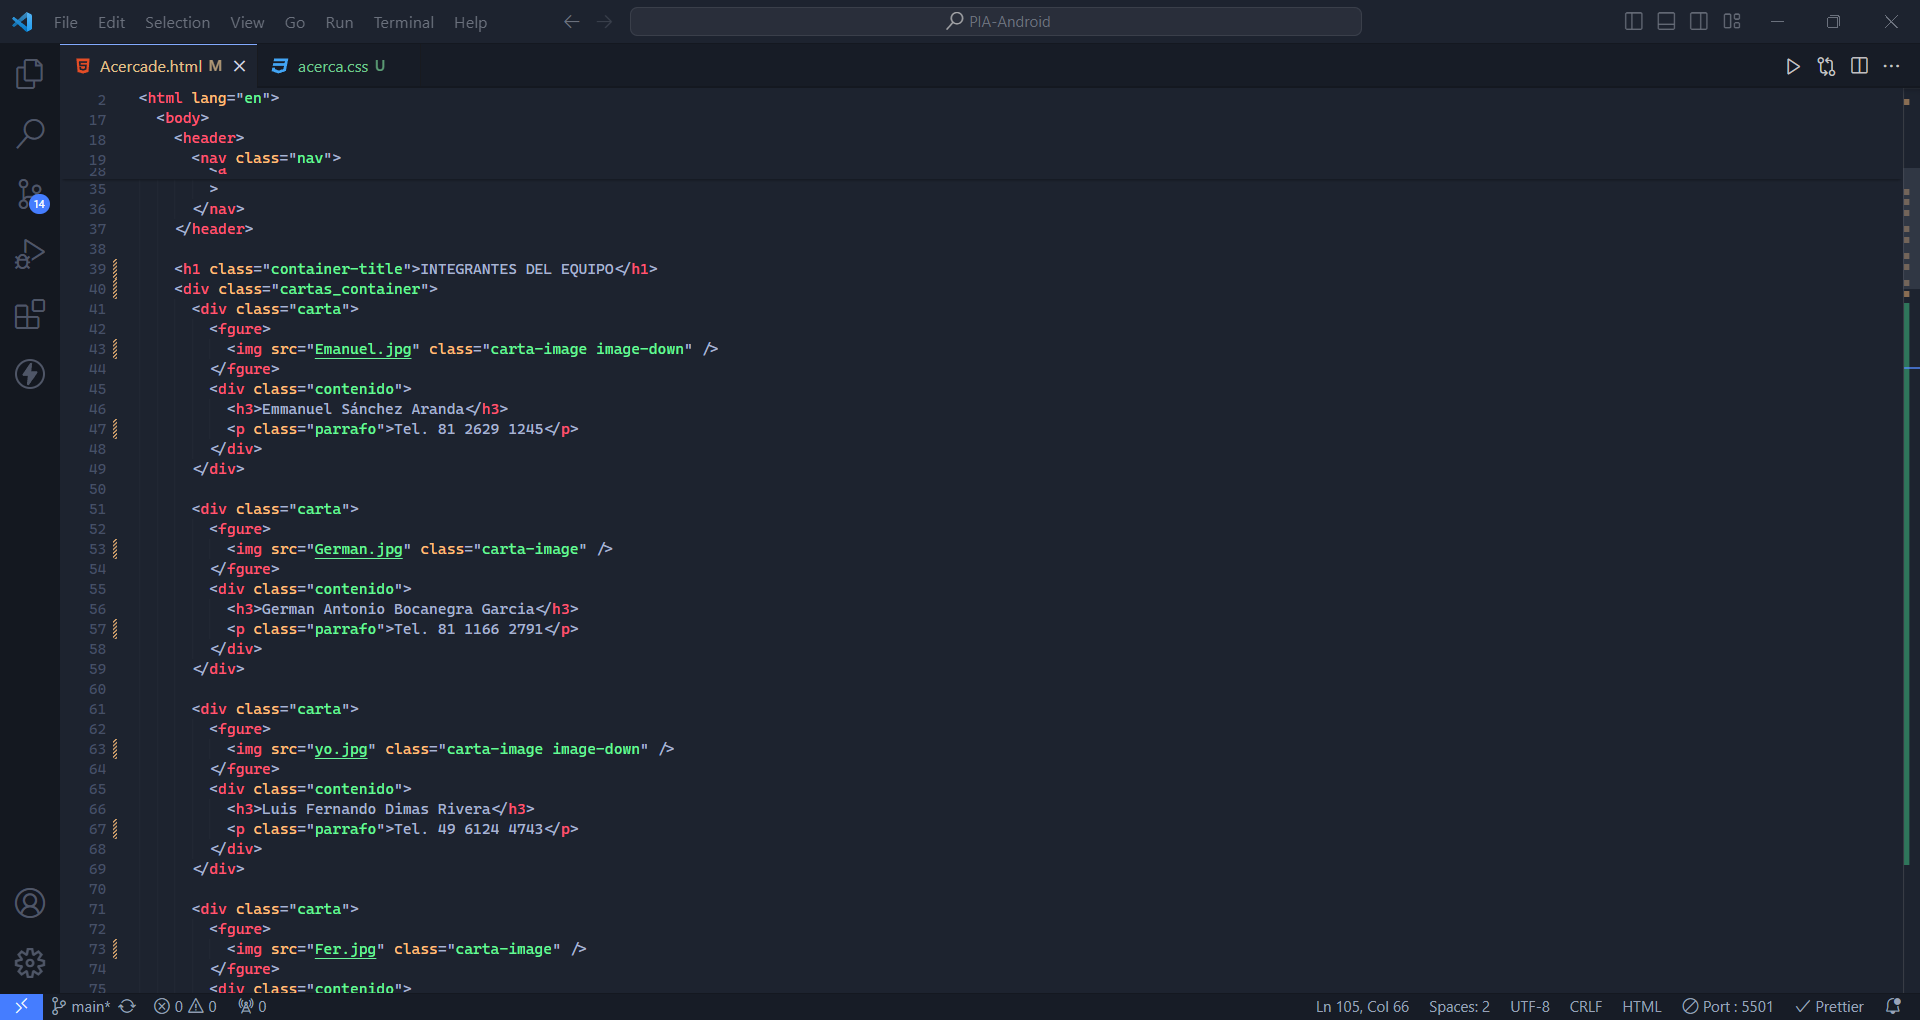 File Edit Selection View Go Run Terminal Help PIA-Android
Acercade.html M acerca.css U
2 <html lang="en">
17 <body>
18 <header>
19 <nav class="nav">
28 <a
35 >
36 </nav>
37 </header>
38
39 <h1 class="container-title">INTEGRANTES DEL EQUIPO</h1>
40 <div class="cartas_container">
41 <div class="carta">
42 <fgure>
43 <img src="Emanuel.jpg" class="carta-image image-down" />
44 </fgure>
45 <div class="contenido">
46 <h3>Emmanuel Sánchez Aranda</h3>
47 <p class="parrafo">Tel. 81 2629 1245</p>
48 </div>
49 </div>
50
51 <div class="carta">
52 <fgure>
53 <img src="German.jpg" class="carta-image" />
54 </fgure>
55 <div class="contenido">
56 <h3>German Antonio Bocanegra Garcia</h3>
57 <p class="parrafo">Tel. 81 1166 2791</p>
58 </div>
59 </div>
60
61 <div class="carta">
62 <fgure>
63 <img src="yo.jpg" class="carta-image image-down" />
64 </fgure>
65 <div class="contenido">
66 <h3>Luis Fernando Dimas Rivera</h3>
67 <p class="parrafo">Tel. 49 6124 4743</p>
68 </div>
69 </div>
70
71 <div class="carta">
72 <fgure>
73 <img src="Fer.jpg" class="carta-image" />
74 </fgure>
75 <div class="contenido">
14
main* 0 0 0 Ln 105, Col 66 Spaces: 2 UTF-8 CRLF HTML Port : 5501 Prettier